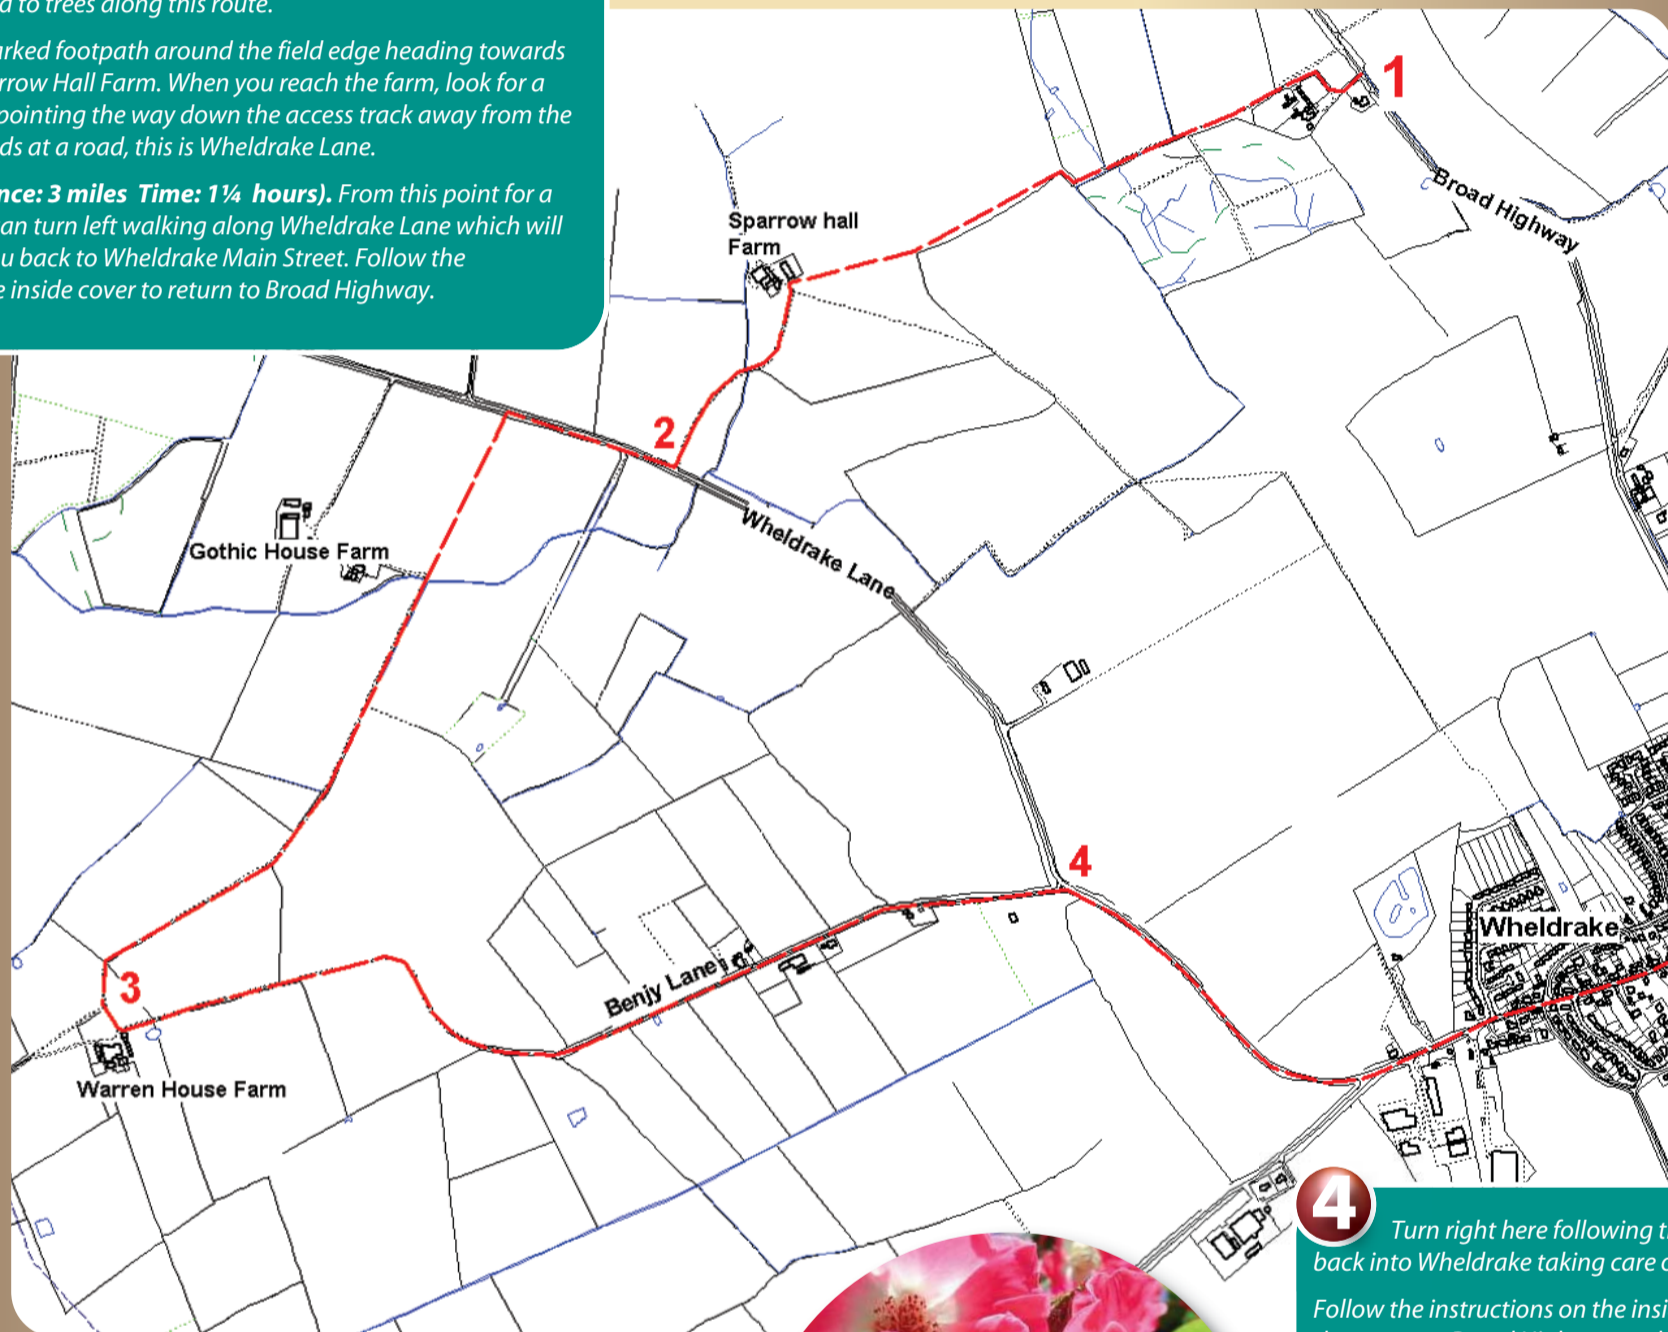 d to trees along this route.
arked footpath around the field edge heading towards
rrow Hall Farm. When you reach the farm, look for a
pointing the way down the access track away from the
ds at a road, this is Wheldrake Lane.
nce: 3 miles Time: 1¼ hours). From this point for a
an turn left walking along Wheldrake Lane which will
u back to Wheldrake Main Street. Follow the
e inside cover to return to Broad Highway.
1
Broad Highway
Sparrow hall
Farm
2
Wheldrake Lane
Gothic House Farm
4
Wheldrake
Benjy Lane
3
Warren House Farm
4
Turn right here following t
back into Wheldrake taking care o
Follow the instructions on the insi